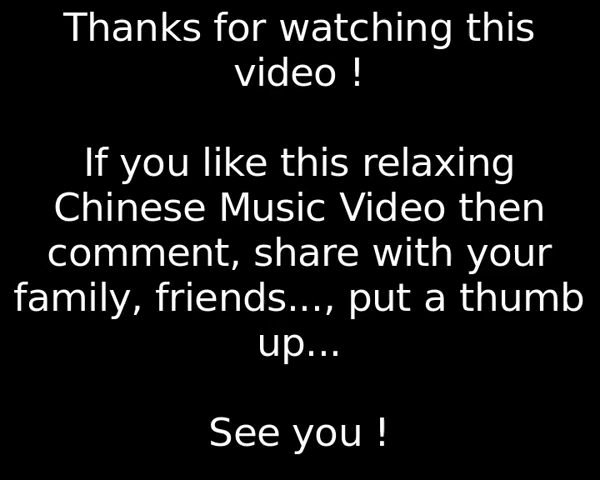 Thanks for watching this
video !
If you like this relaxing
Chinese Music Video then
comment, share with your
family, friends..., put a thumb
up...
See you !